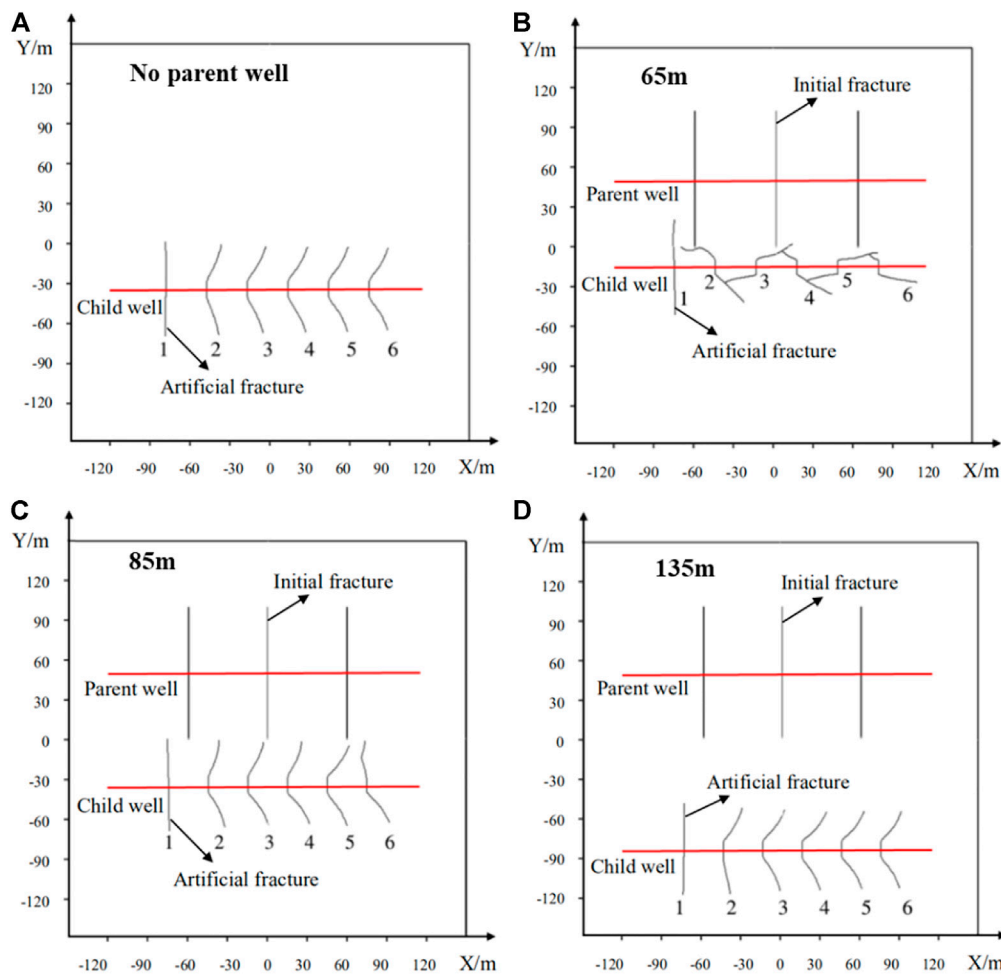 A
Y/m
No parent well
120
90
60
30
0
-30
Child well
-60
1 2 3 4 5 6
-90
Artificial fracture
-120
-120 -90 -60 -30 0 30 60 90 120 X/m
B
Y/m
65m
Initial fracture
120
90
60
Parent well
30
0
-30
Child well
1 2 3 4 5 6
-60
Artificial fracture
-90
-120
-120 -90 -60 -30 0 30 60 90 120 X/m
C
Y/m
85m
Initial fracture
120
90
60
Parent well
30
0
-30
Child well
-60
1 2 3 4 5 6
-90
Artificial fracture
-120
-120 -90 -60 -30 0 30 60 90 120 X/m
D
Y/m
135m
Initial fracture
120
90
60
Parent well
30
0
-30
Artificial fracture
-60
-90
Child well
1 2 3 4 5 6
-120
-120 -90 -60 -30 0 30 60 90 120 X/m